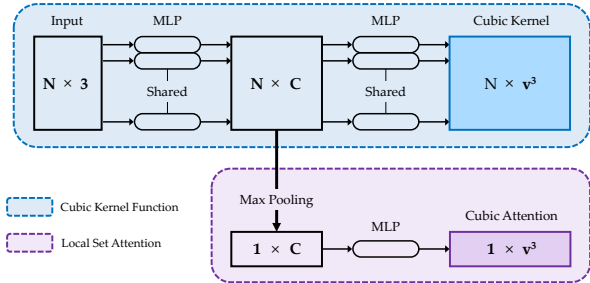 Input
MLP
MLP
Cubic Kernel
N × 3
N × C
N × v³
Shared
Shared
Max Pooling
Cubic Kernel Function
MLP
Cubic Attention
Local Set Attention
1 × C
1 × v³